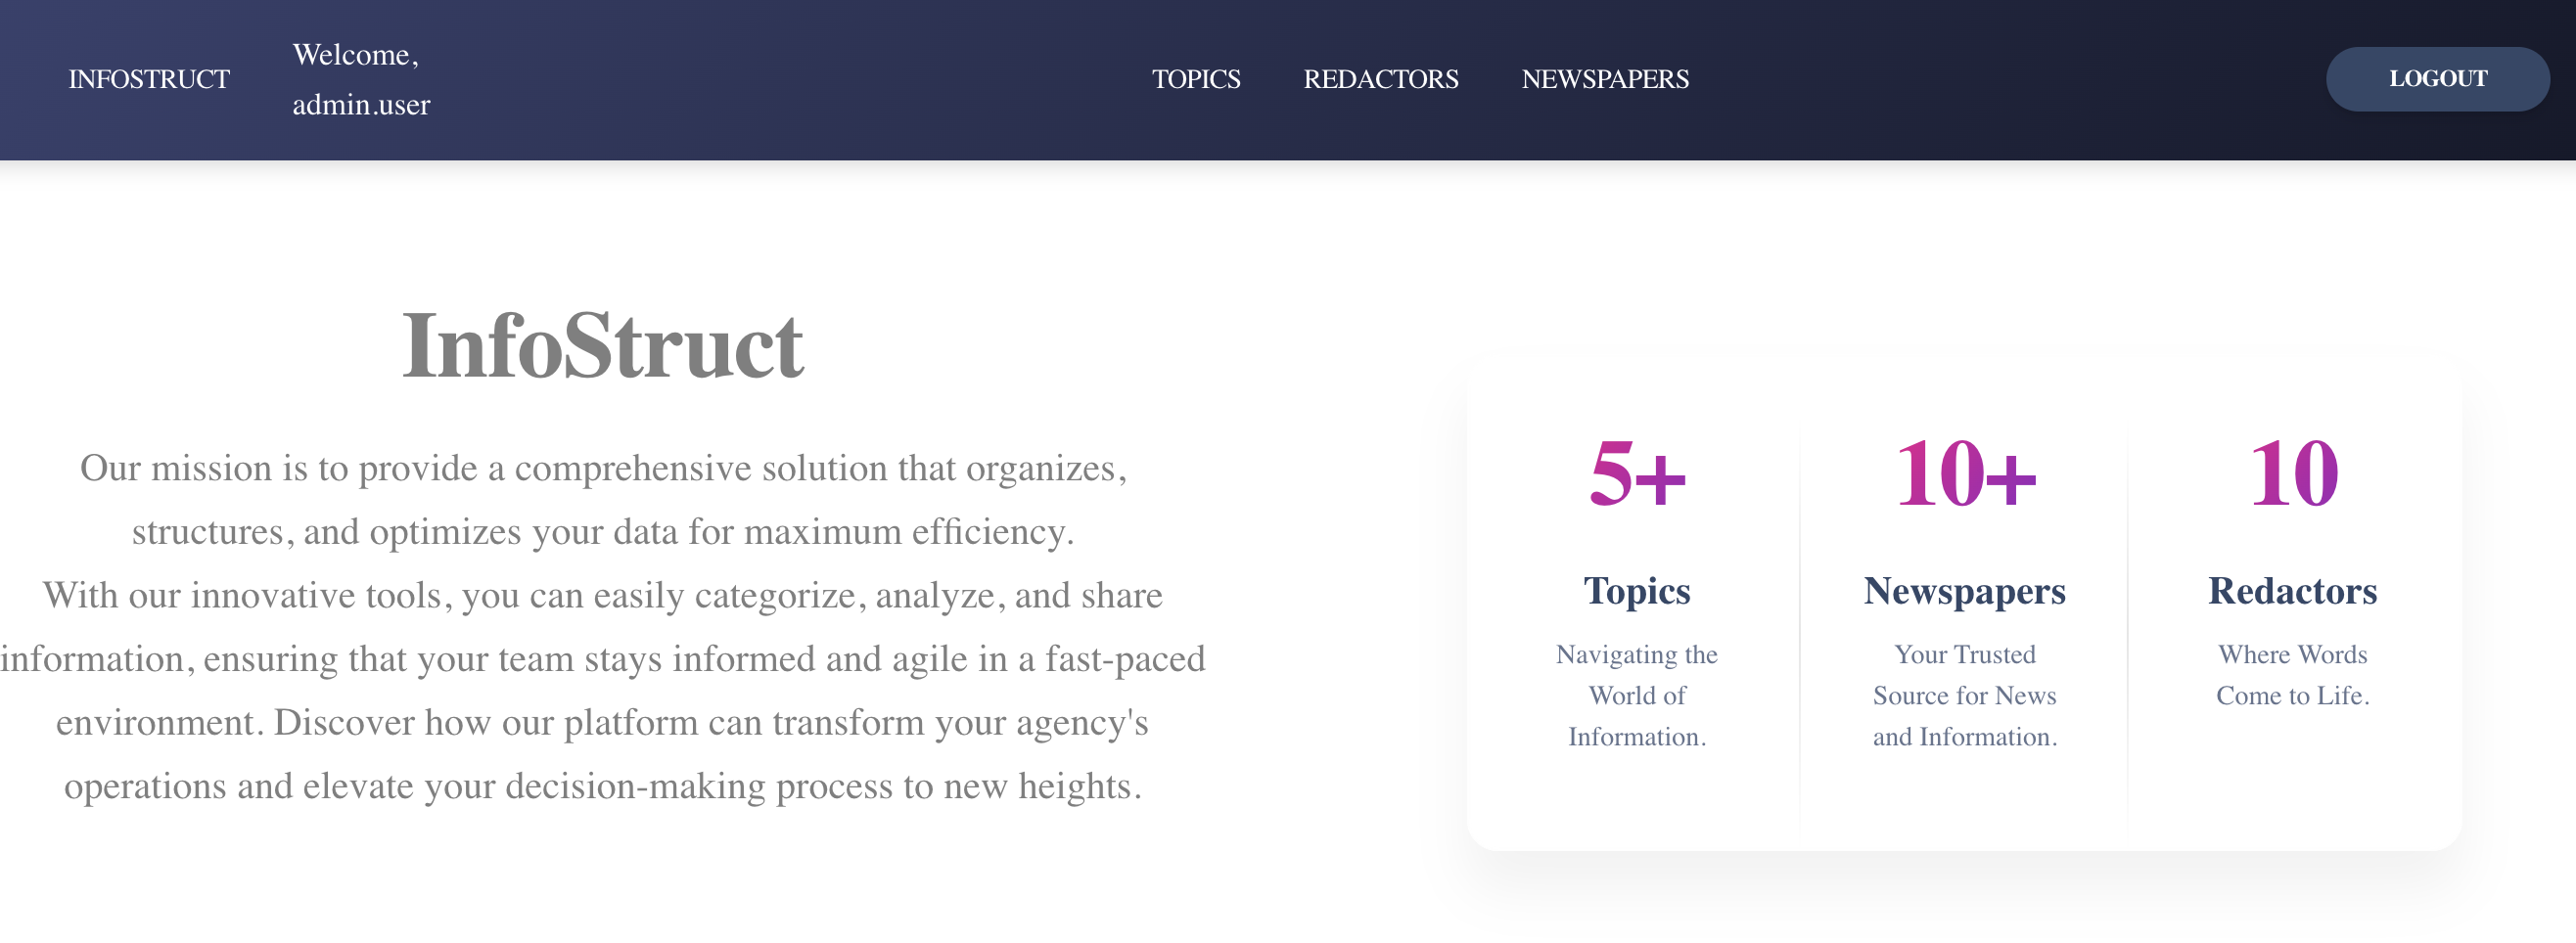 INFOSTRUCT
Welcome,
admin.user
TOPICS
REDACTORS
NEWSPAPERS
LOGOUT
InfoStruct
Our mission is to provide a comprehensive solution that organizes,
structures, and optimizes your data for maximum efficiency.
With our innovative tools, you can easily categorize, analyze, and share
information, ensuring that your team stays informed and agile in a fast-paced
environment. Discover how our platform can transform your agency's
operations and elevate your decision-making process to new heights.
5+
Topics
Navigating the
World of
Information.
10+
Newspapers
Your Trusted
Source for News
and Information.
10
Redactors
Where Words
Come to Life.